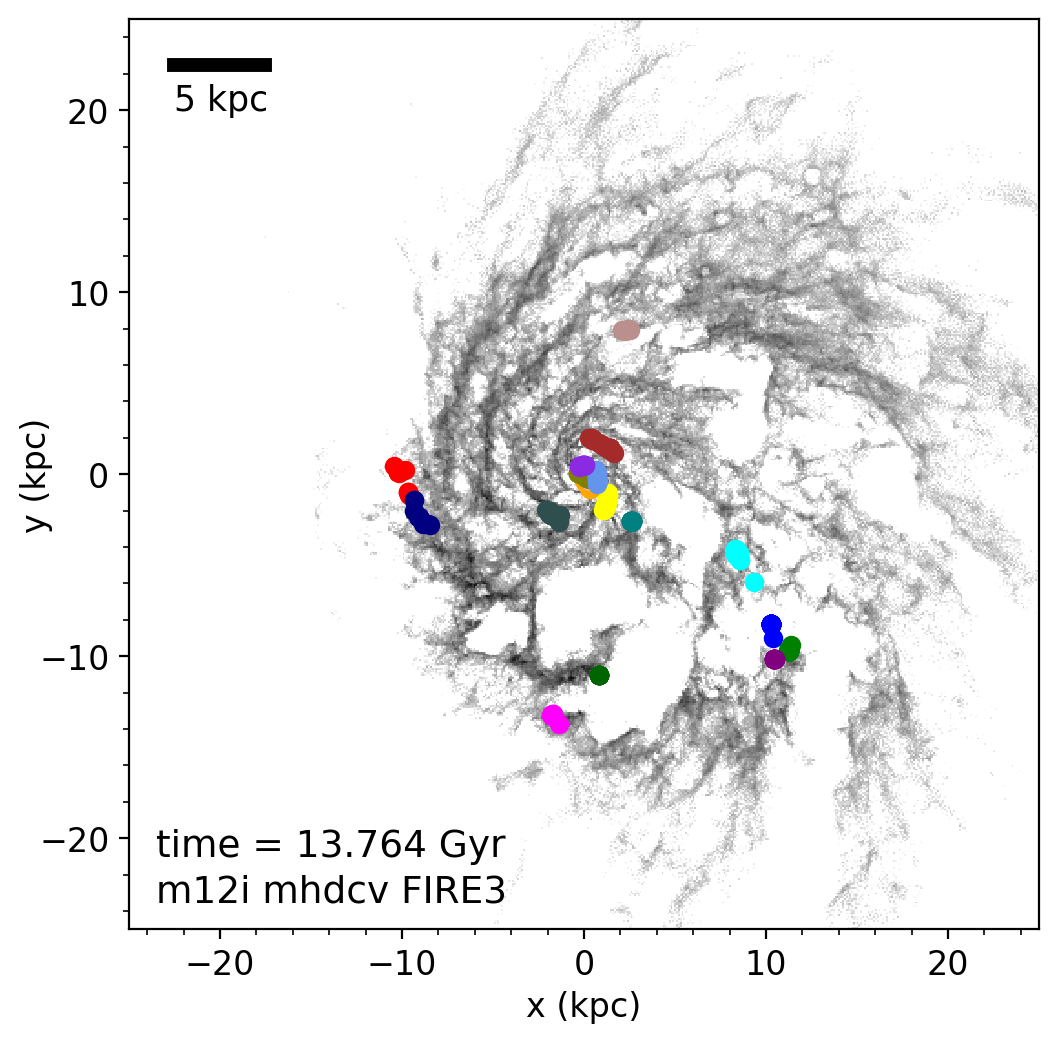 5 kpc
20
10
0
−10
−20
y (kpc)
time = 13.764 Gyr
m12i mhdcv FIRE3
−20 −10 0 10 20
x (kpc)